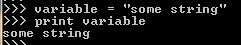 >>> variable = "some string"
>>> print variable
some string
>>>